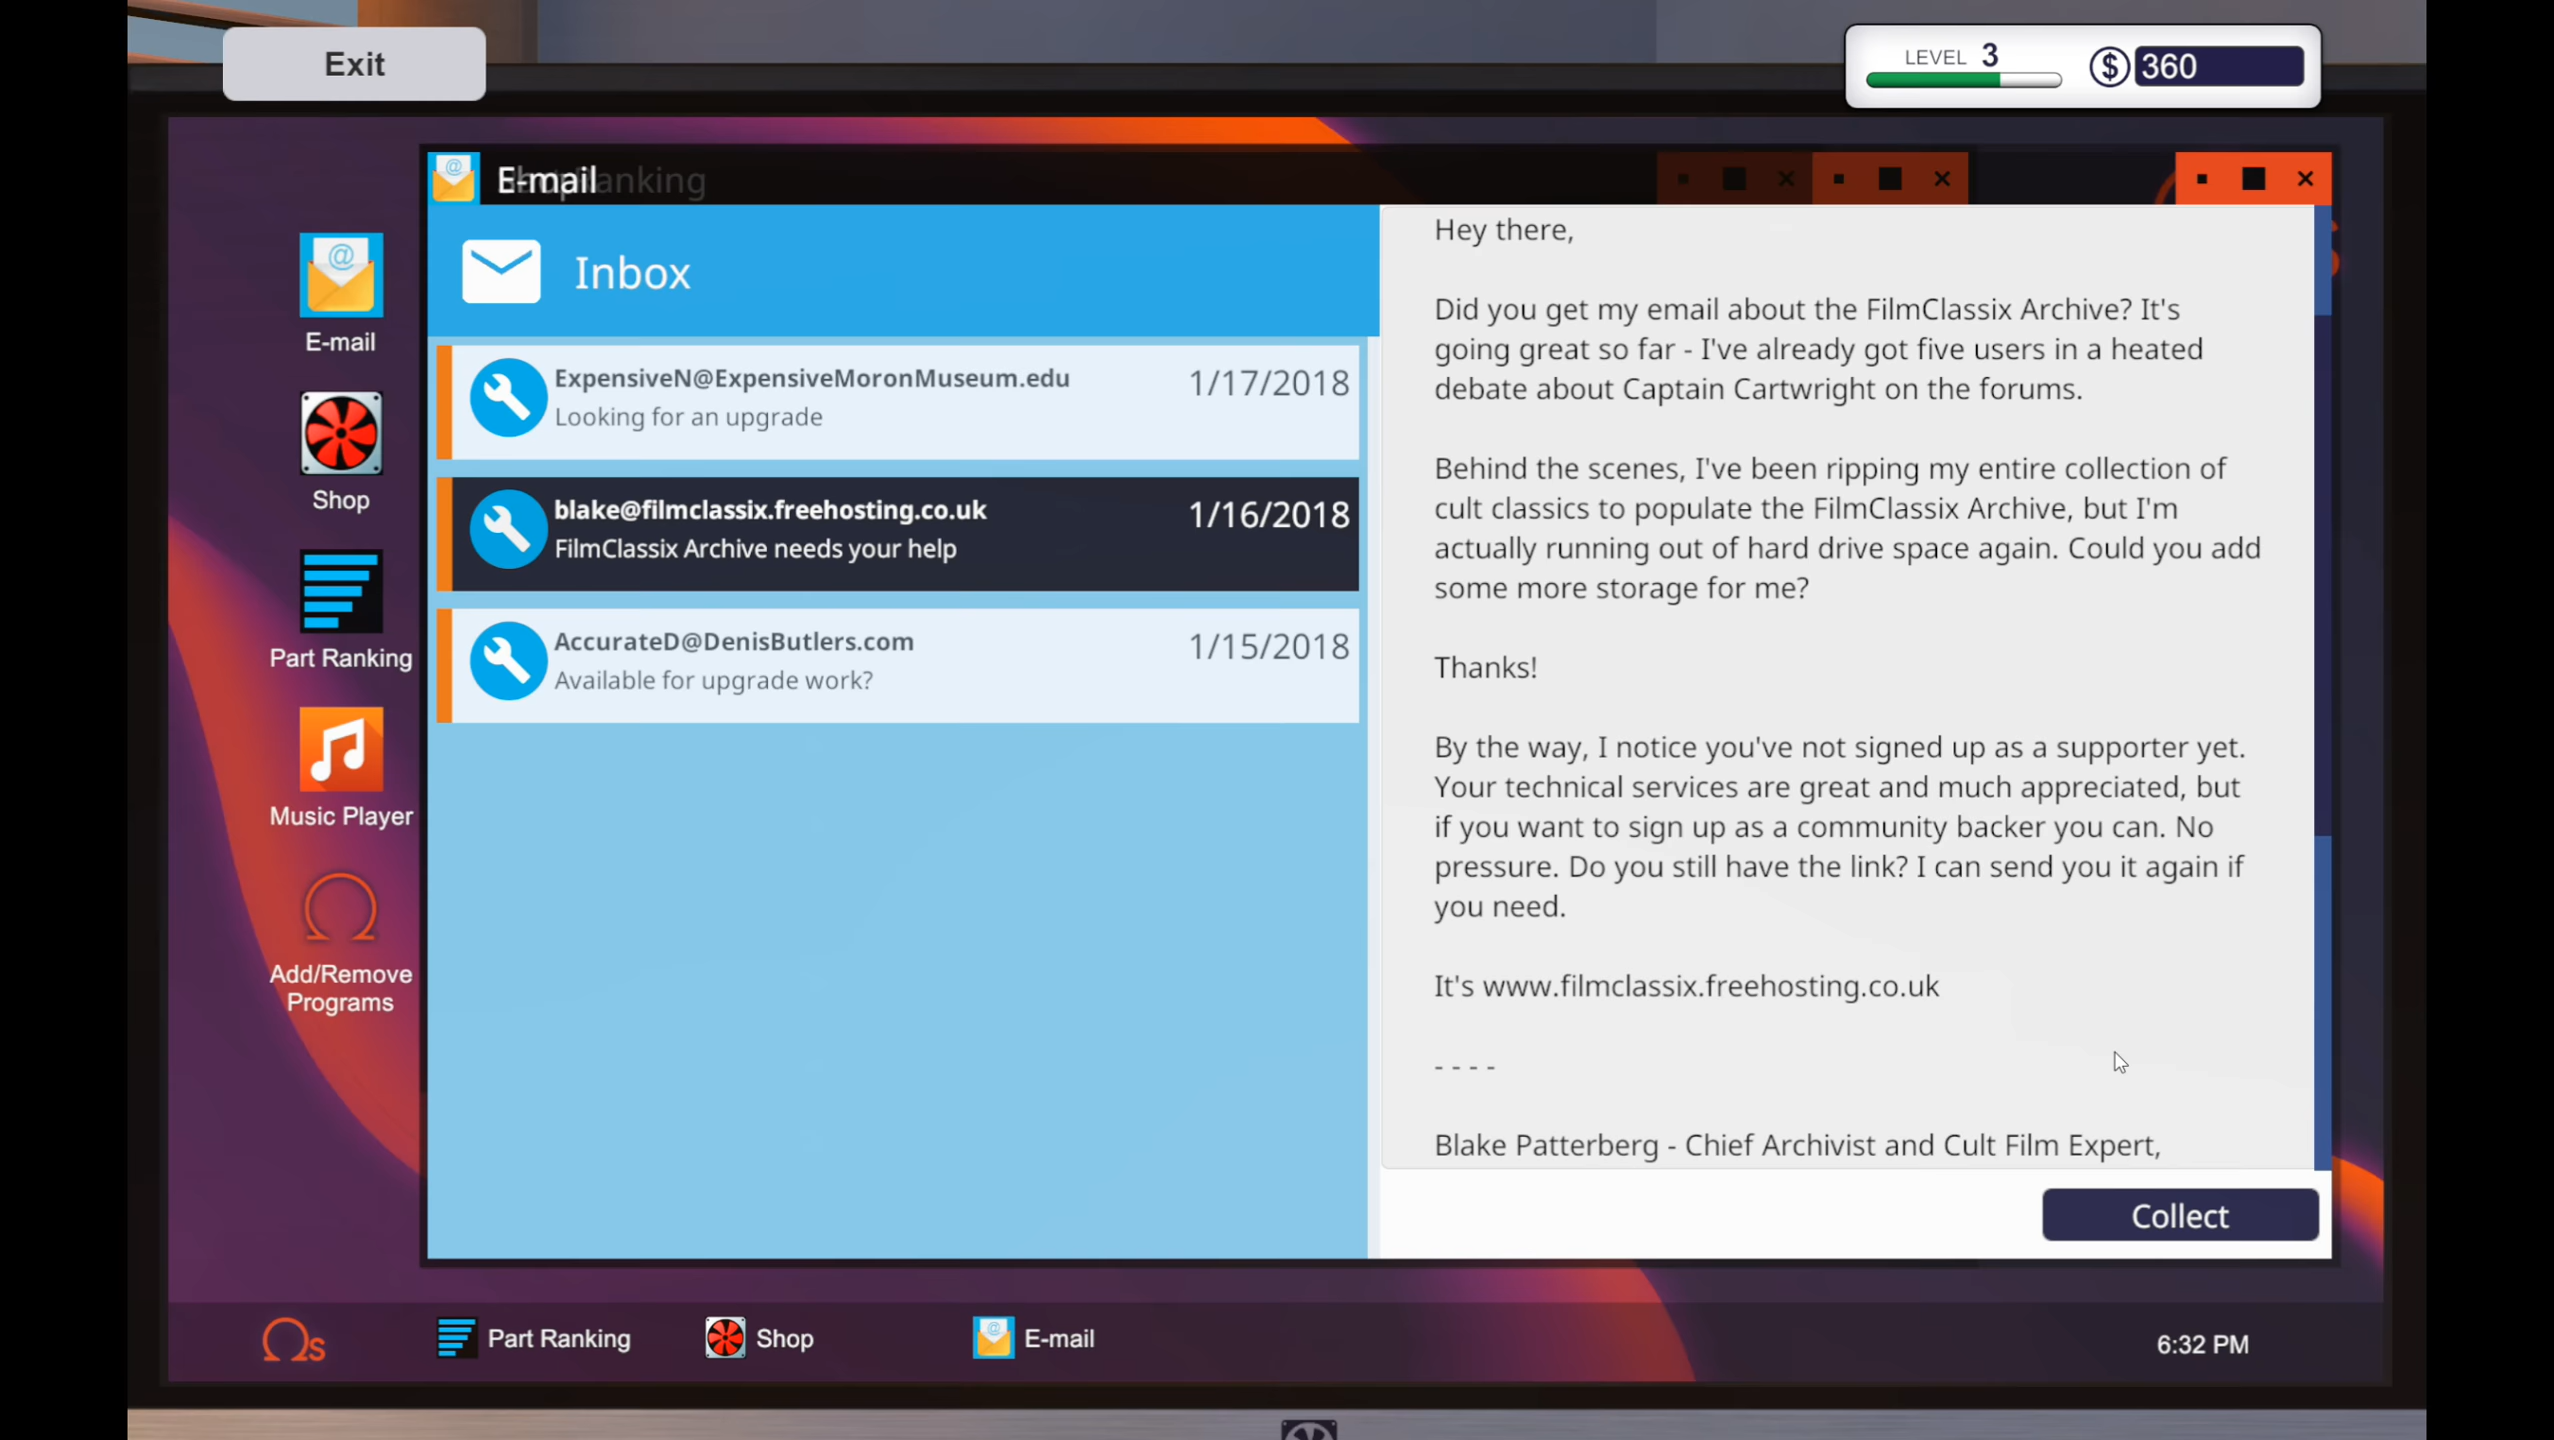 Exit
LEVEL 3
$ 360
E-mail
Inbox
ExpensiveN@ExpensiveMoronMuseum.edu 1/17/2018
Looking for an upgrade
blake@filmclassix.freehosting.co.uk 1/16/2018
FilmClassix Archive needs your help
AccurateD@DenisButlers.com 1/15/2018
Available for upgrade work?
Hey there,
Did you get my email about the FilmClassix Archive? It's
going great so far - I've already got five users in a heated
debate about Captain Cartwright on the forums.
Behind the scenes, I've been ripping my entire collection of
cult classics to populate the FilmClassix Archive, but I'm
actually running out of hard drive space again. Could you add
some more storage for me?
Thanks!
By the way, I notice you've not signed up as a supporter yet.
Your technical services are great and much appreciated, but
if you want to sign up as a community backer you can. No
pressure. Do you still have the link? I can send you it again if
you need.
It's www.filmclassix.freehosting.co.uk
- - - -
Blake Patterberg - Chief Archivist and Cult Film Expert,
Collect
E-mail
Shop
Part Ranking
Music Player
Add/Remove
Programs
Ωs
Part Ranking
Shop
E-mail
6:32 PM